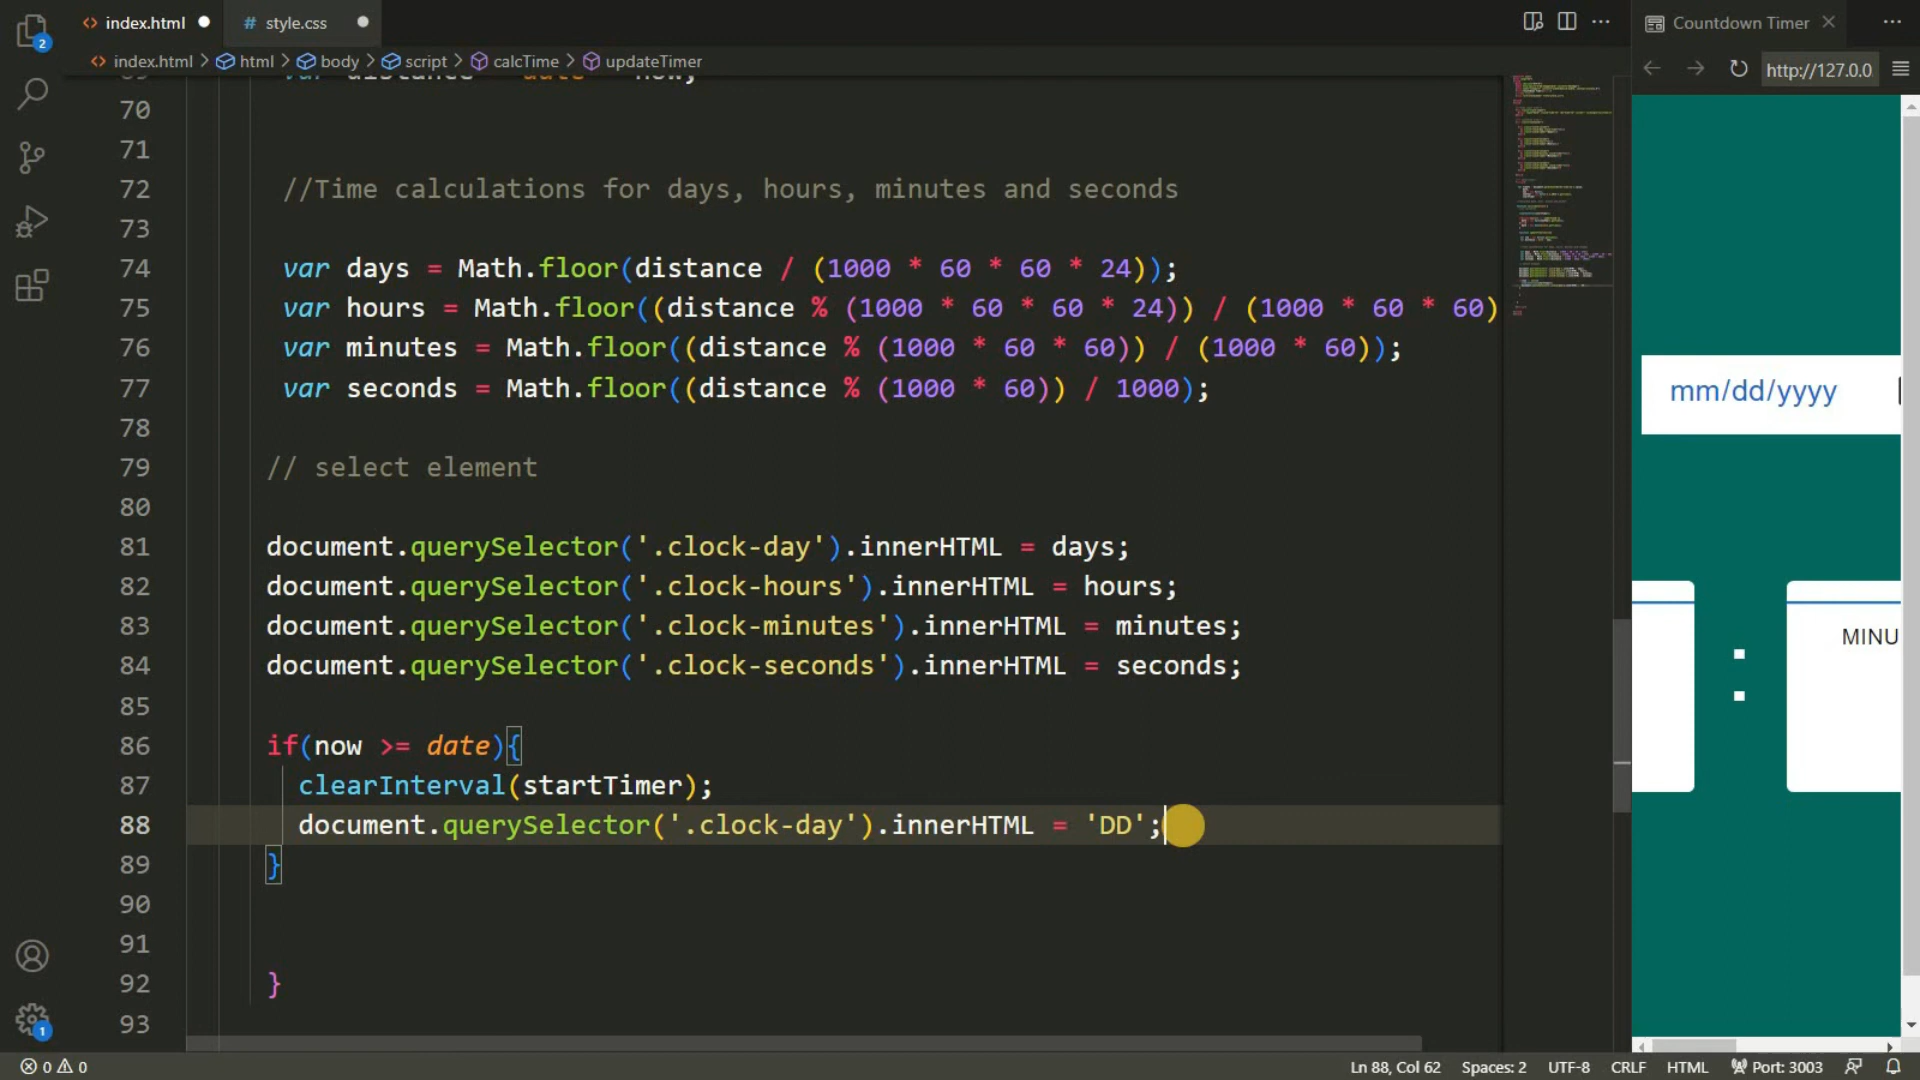 index.html
style.css
Countdown Timer
index.html > html > body > script > calcTime > updateTimer
http://127.0.0
70
71
72 //Time calculations for days, hours, minutes and seconds
73
74 var days = Math.floor(distance / (1000 * 60 * 60 * 24));
75 var hours = Math.floor((distance % (1000 * 60 * 60 * 24)) / (1000 * 60 * 60)
76 var minutes = Math.floor((distance % (1000 * 60 * 60)) / (1000 * 60));
77 var seconds = Math.floor((distance % (1000 * 60)) / 1000);
78
79 // select element
80
81 document.querySelector('.clock-day').innerHTML = days;
82 document.querySelector('.clock-hours').innerHTML = hours;
83 document.querySelector('.clock-minutes').innerHTML = minutes;
84 document.querySelector('.clock-seconds').innerHTML = seconds;
85
86 if(now >= date){
87 clearInterval(startTimer);
88 document.querySelector('.clock-day').innerHTML = 'DD';
89 }
90
91
92 }
93
mm/dd/yyyy
:
MINU
2
1
0 0
Ln 88, Col 62 Spaces: 2 UTF-8 CRLF HTML Port: 3003